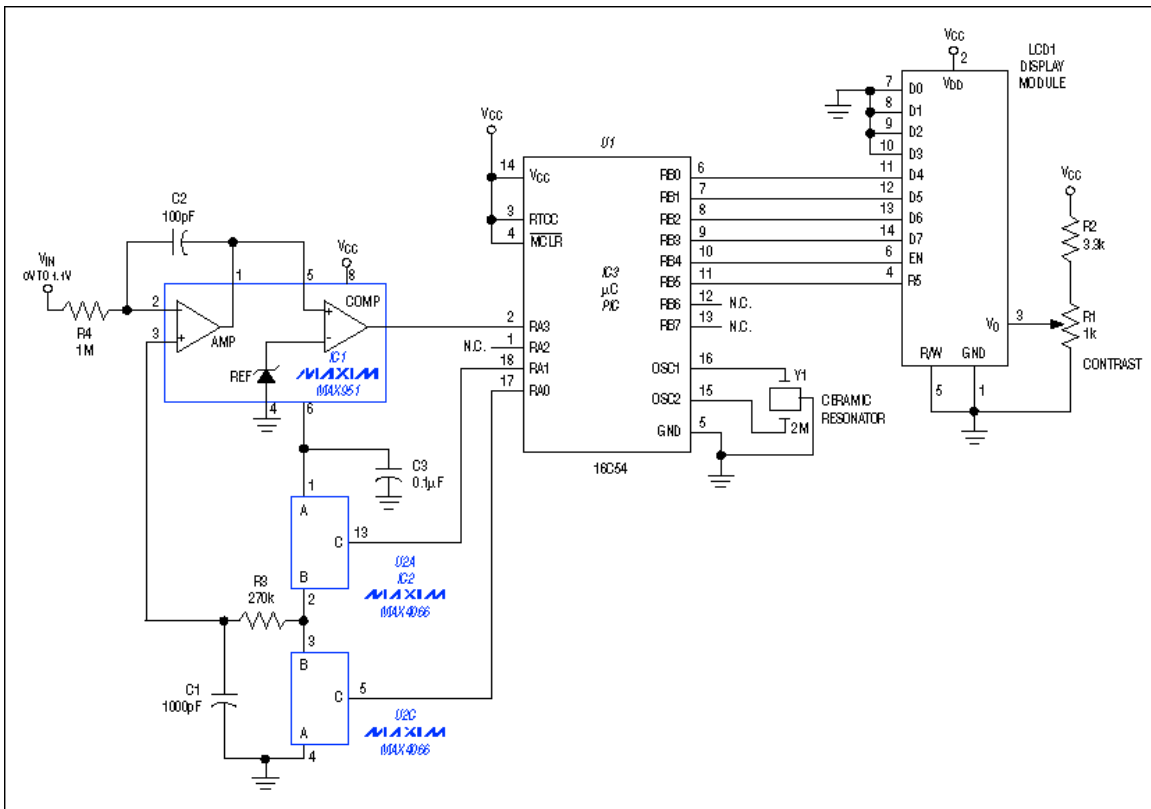 VCC
2
LCD1
DISPLAY
MODULE
VDD
7 D0
8 D1
9 D2
10 D3
11 D4
12 D5
13 D6
14 D7
6 EN
4 R5
V0 3
R/W GND
5 1
VCC
R2
3.3k
R1
1k
CONTRAST
VCC
U1
14 VCC
3 RTCC
4 MCLR
IC3
μC
PIC
RB0 6
RB1 7
RB2 8
RB3 9
RB4 10
RB5 11
RB6 12 N.C.
RB7 13 N.C.
2 RA3
N.C. 1 RA2
18 RA1
17 RA0
OSC1 16
OSC2 15
GND 5
16C54
Y1
CERAMIC
RESONATOR
2M
C2
100pF
VIN
0V TO 1.1V
R4
1M
1
2
3
AMP
5
VCC
8
COMP
IC1
MAXIM
MAX951
REF
4
6
C3
0.1μF
1
A
C 13
B
2
U2A
IC2
MAXIM
MAX4066
R3
270k
3
B
C 5
A
4
U2C
MAXIM
MAX4066
C1
1000pF